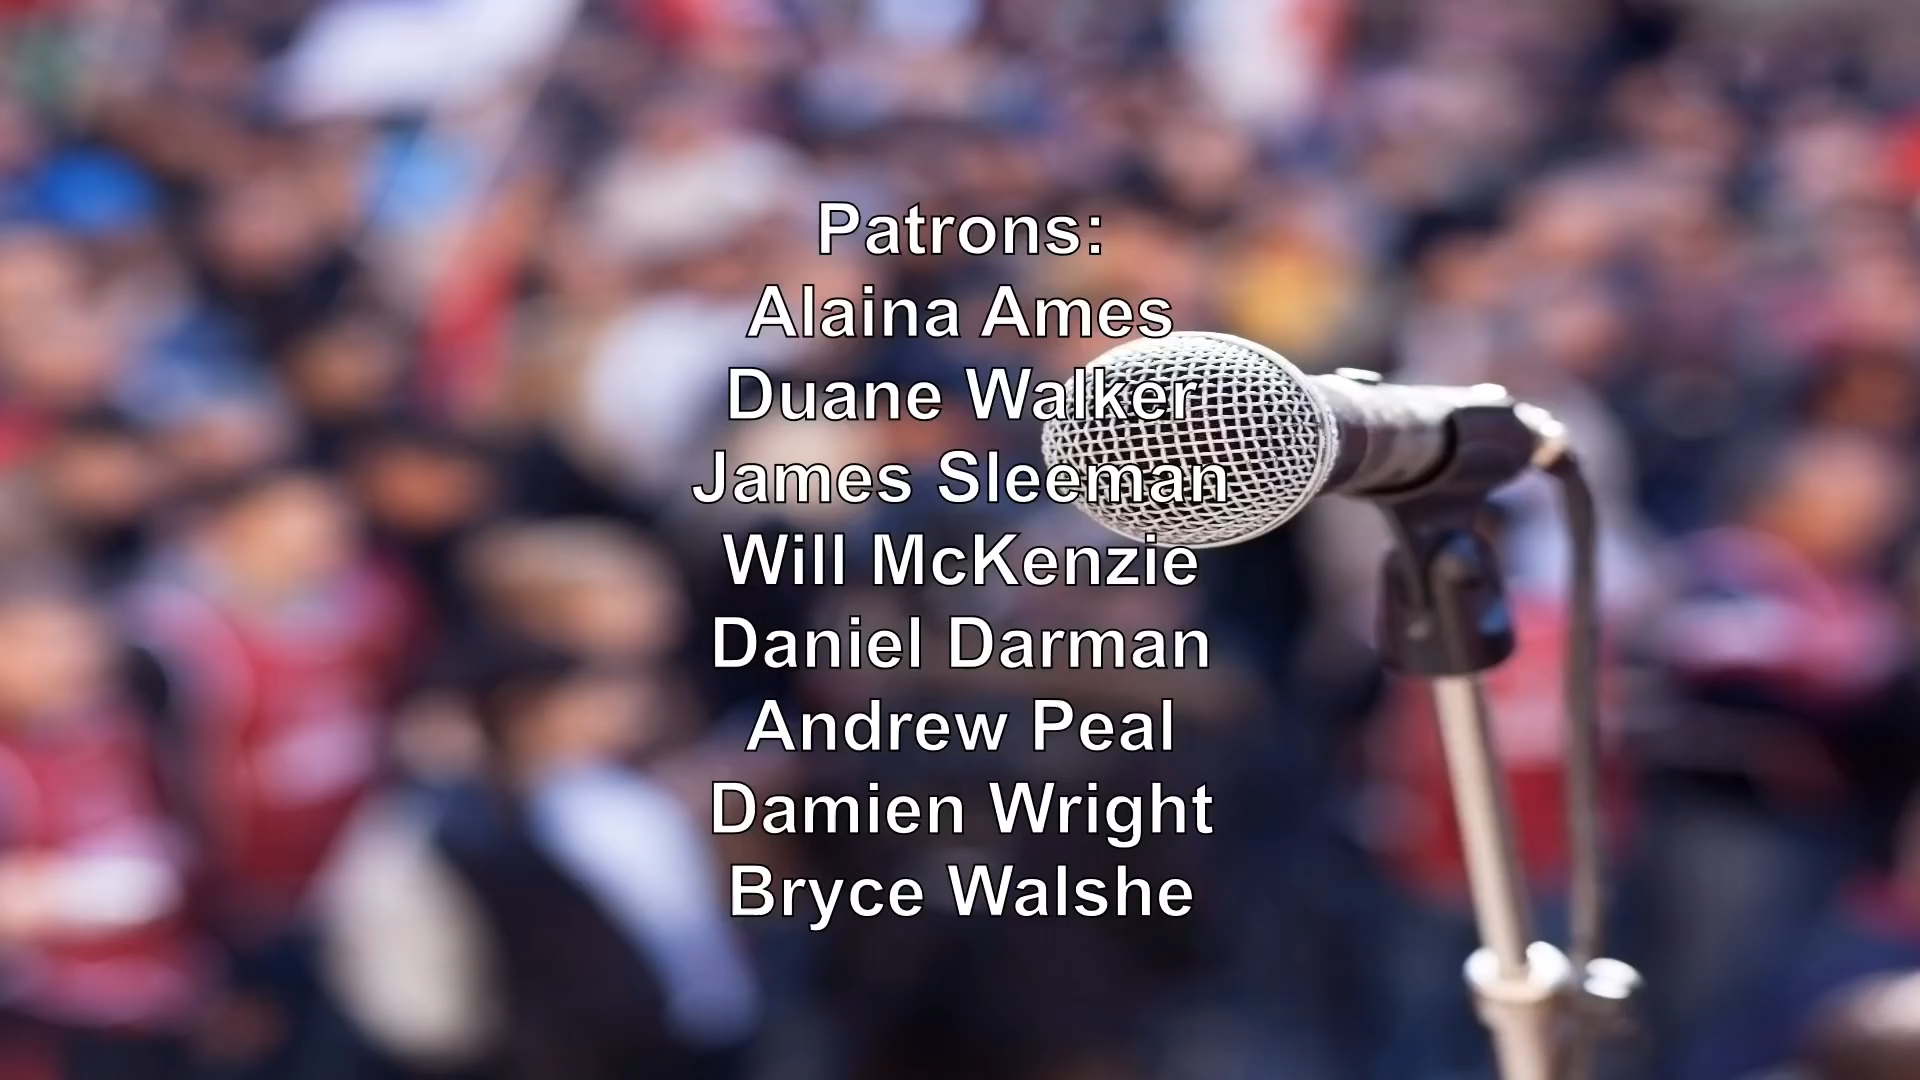 Patrons:
Alaina Ames
Duane Walker
James Sleeman
Will McKenzie
Daniel Darman
Andrew Peal
Damien Wright
Bryce Walshe